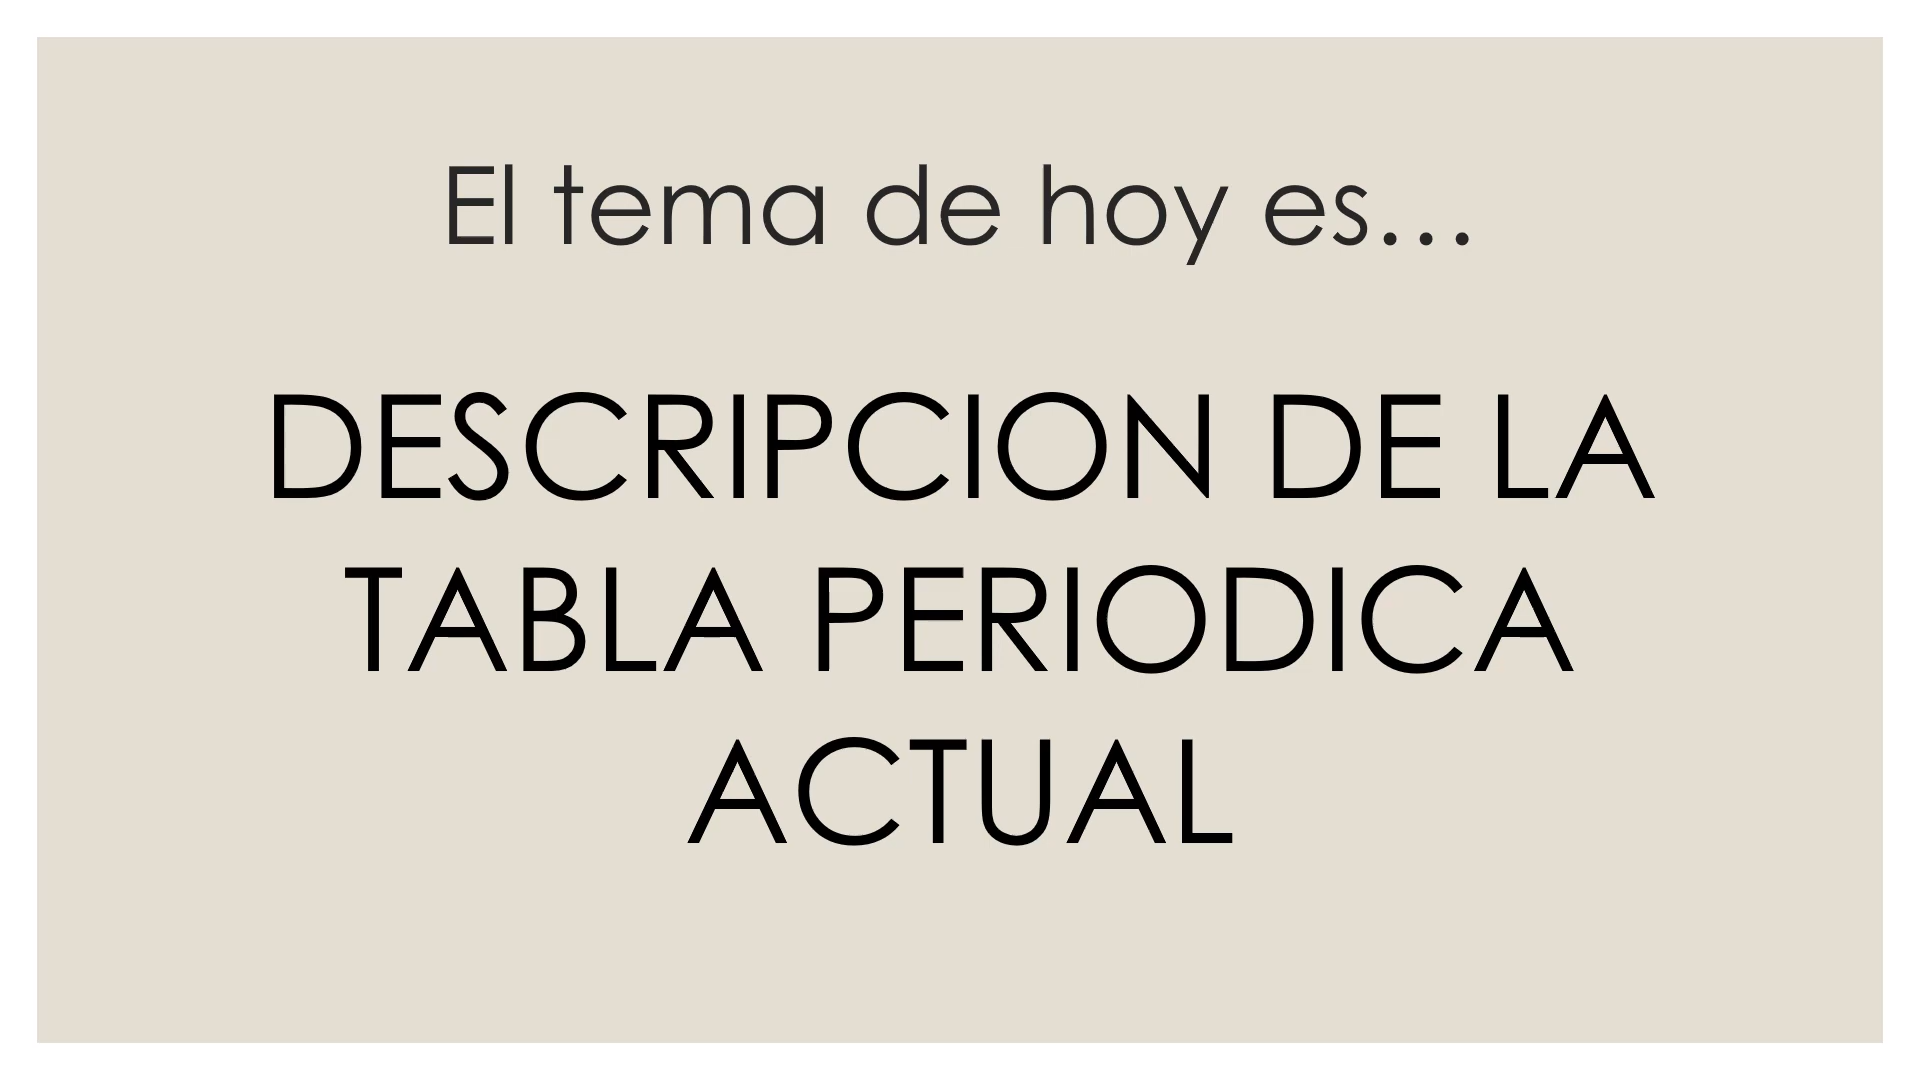 El tema de hoy es…
DESCRIPCION DE LA
TABLA PERIODICA
ACTUAL